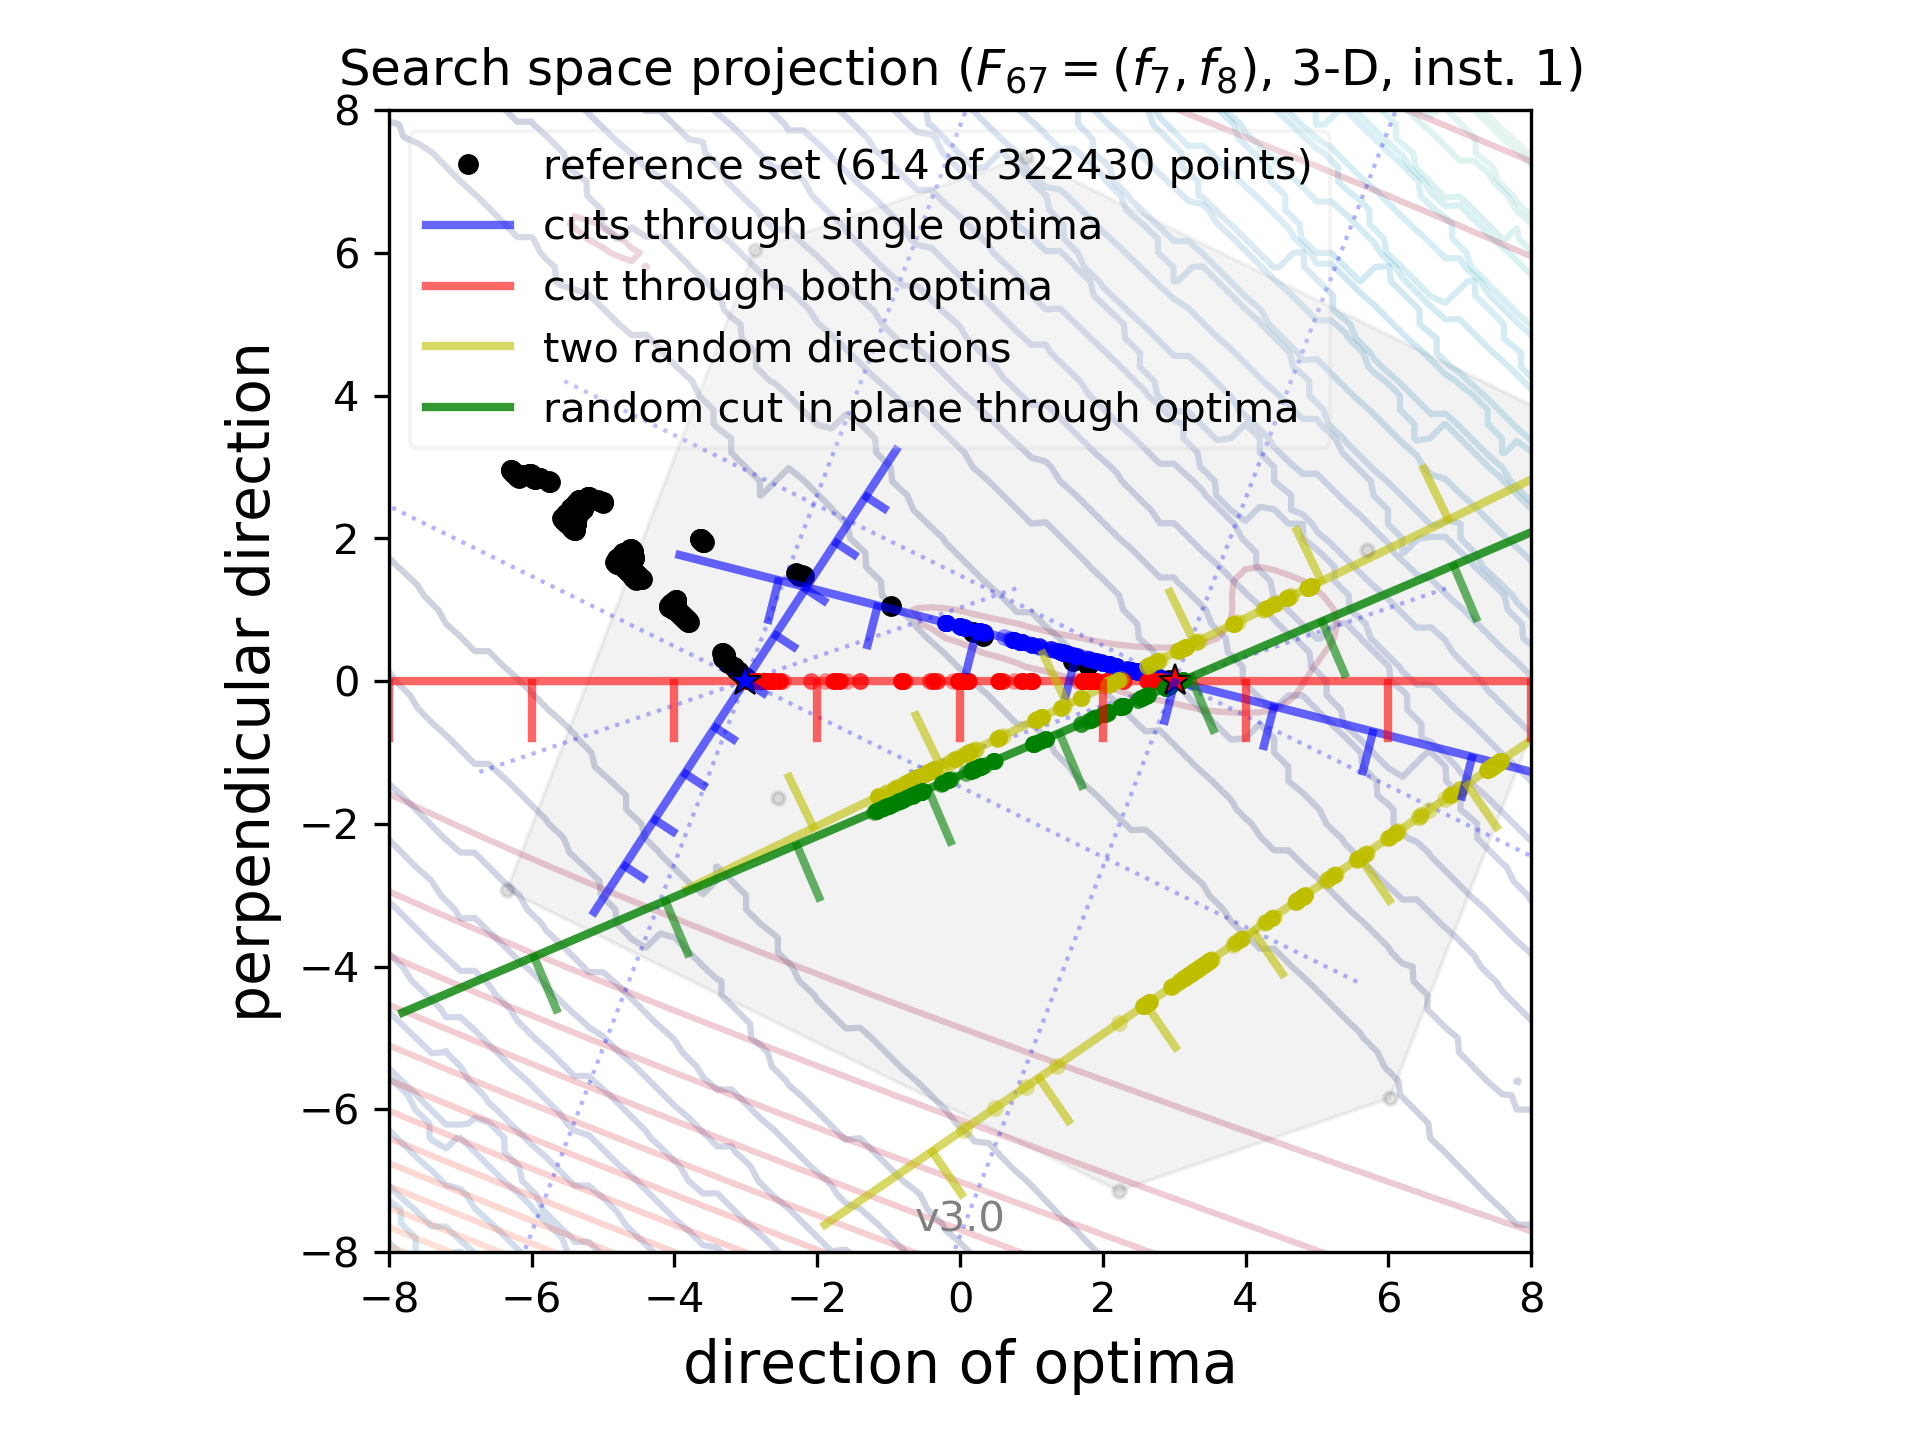 Search space projection (F67 = (f7, f8), 3-D, inst. 1)
reference set (614 of 322430 points)
cuts through single optima
cut through both optima
two random directions
random cut in plane through optima
perpendicular direction
8
6
4
2
0
−2
−4
−6
−8
v3.0
−8 −6 −4 −2 0 2 4 6 8
direction of optima